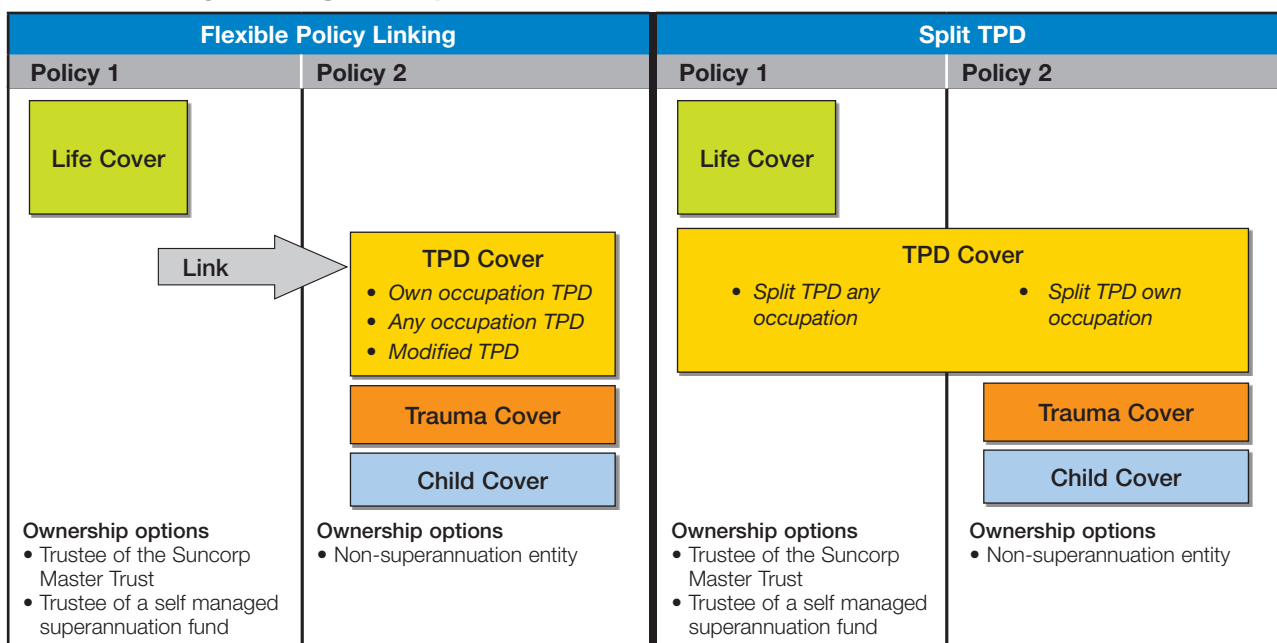 Flexible Policy Linking
Policy 1
Policy 2
Life Cover
Link
TPD Cover
• Own occupation TPD
• Any occupation TPD
• Modified TPD
Trauma Cover
Child Cover
Ownership options
• Trustee of the Suncorp
Master Trust
• Trustee of a self managed
superannuation fund
Ownership options
• Non-superannuation entity
Split TPD
Policy 1
Policy 2
Life Cover
TPD Cover
• Split TPD any
occupation
• Split TPD own
occupation
Trauma Cover
Child Cover
Ownership options
• Trustee of the Suncorp
Master Trust
• Trustee of a self managed
superannuation fund
Ownership options
• Non-superannuation entity